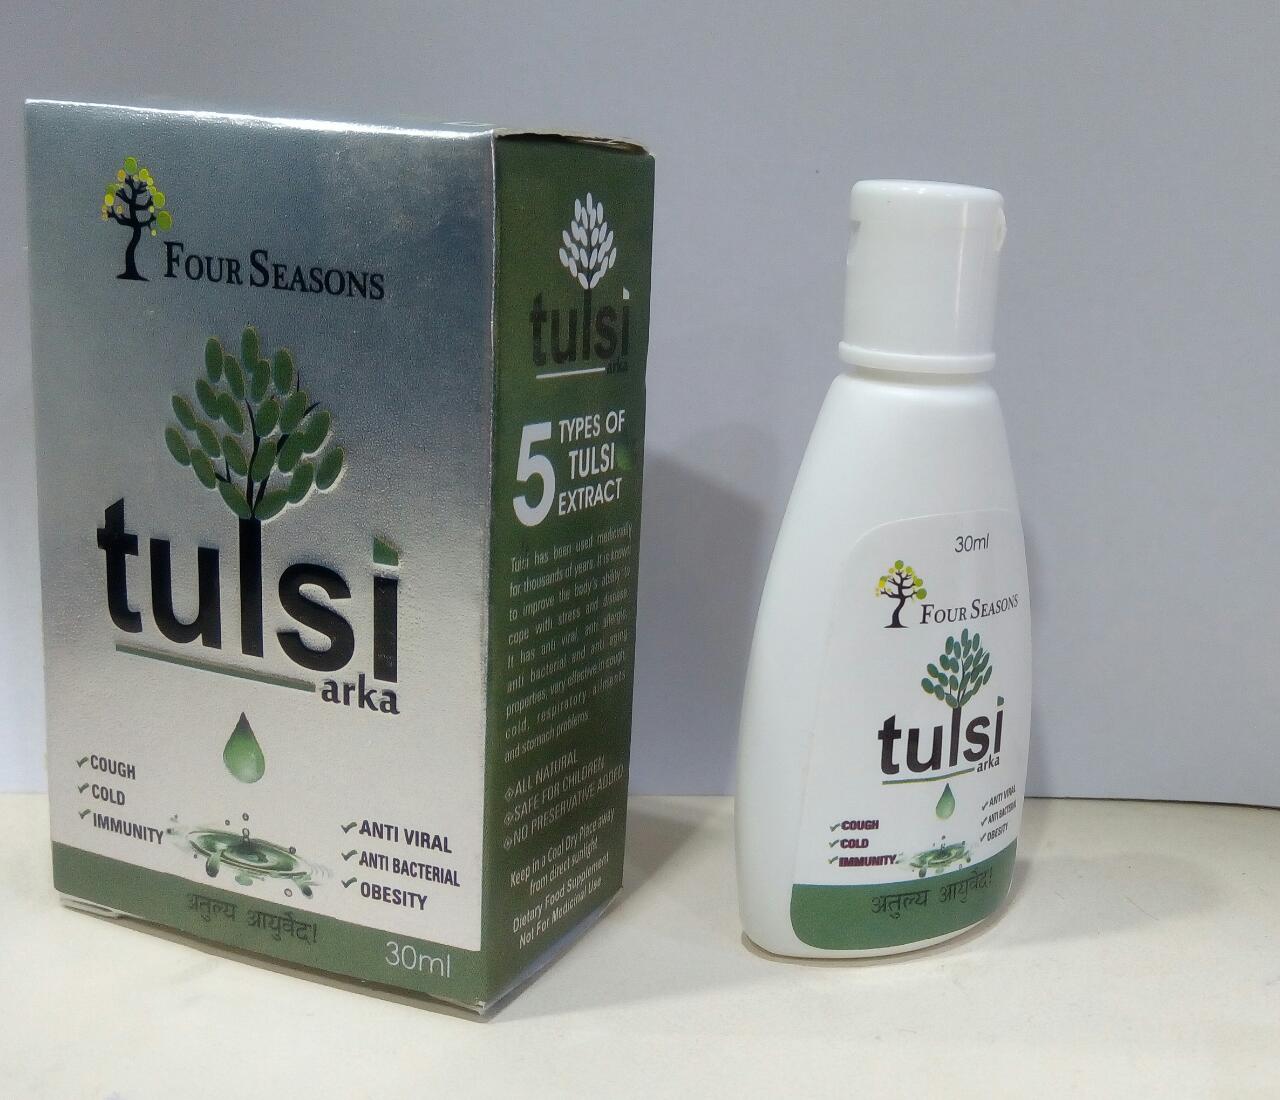 FOUR SEASONS
tulsi
arka
COUGH
COLD
IMMUNITY
ANTI VIRAL
ANTI BACTERIAL
OBESITY
अतुल्य आयुर्वेद!
30ml
tulsi
arka
5 TYPES OF
TULSI
EXTRACT
Tulsi has been used medicinally
for thousands of years. It is known
to improve the body's ability to
cope with stress and disease.
It has anti viral, anti allergic,
anti bacterial and anti aging
properties, very effective in cough,
cold, respiratory ailments
and stomach problems.
ALL NATURAL
SAFE FOR CHILDREN
NO PRESERVATIVE ADDED.
Keep in a Cool Dry Place away
from direct sunlight
Dietary Food Supplement
Not For Medicinal Use
30ml
FOUR SEASONS
tulsi
arka
COUGH
COLD
IMMUNITY
ANTI VIRAL
ANTI BACTERIAL
OBESITY
अतुल्य आयुर्वेद!